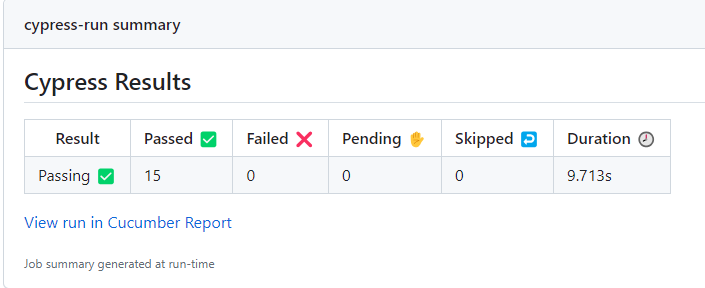 cypress-run summary
Cypress Results
Result Passed ✅ Failed ❌ Pending ✋ Skipped ↩️ Duration 🕗
Passing ✅ 15 0 0 0 9.713s
View run in Cucumber Report
Job summary generated at run-time